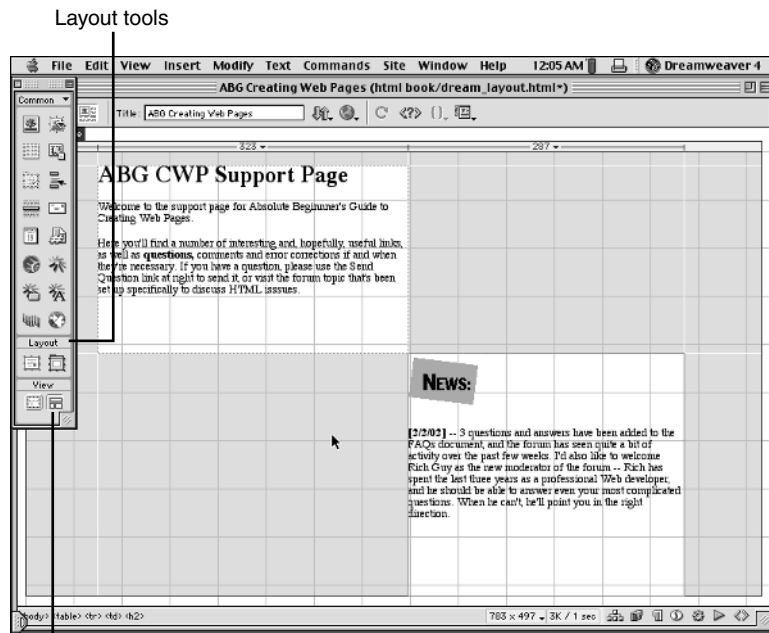 Layout tools
File Edit View Insert Modify Text Commands Site Window Help 12:05 AM Dreamweaver 4
ABG Creating Web Pages (html book/dream_layout.html*)
Common
Title: ABG Creating Web Pages
323
287
ABG CWP Support Page
Welcome to the support page for Absolute Beginnner's Guide to
Creating Web Pages.
Here you'll find a number of interesting and, hopefully, useful links,
as well as questions, comments and error corrections if and when
they're necessary. If you have a question, please use the Send
Question link at right to send it, or visit the forum topic that's been
set up specifically to discuss HTML isssues.
Layout
View
NEWS:
[2/2/02] -- 3 questions and answers have been added to the
FAQs document, and the forum has seen quite a bit of
activity over the past few weeks. I'd also like to welcome
Rich Guy as the new moderator of the forum -- Rich has
spent the last three years as a professional Web developer,
and he should be able to answer even your most complicated
questions. When he can't, he'll point you in the right
direction.
<body> <table> <tr> <td> <h2>
783 x 497 3K / 1 sec